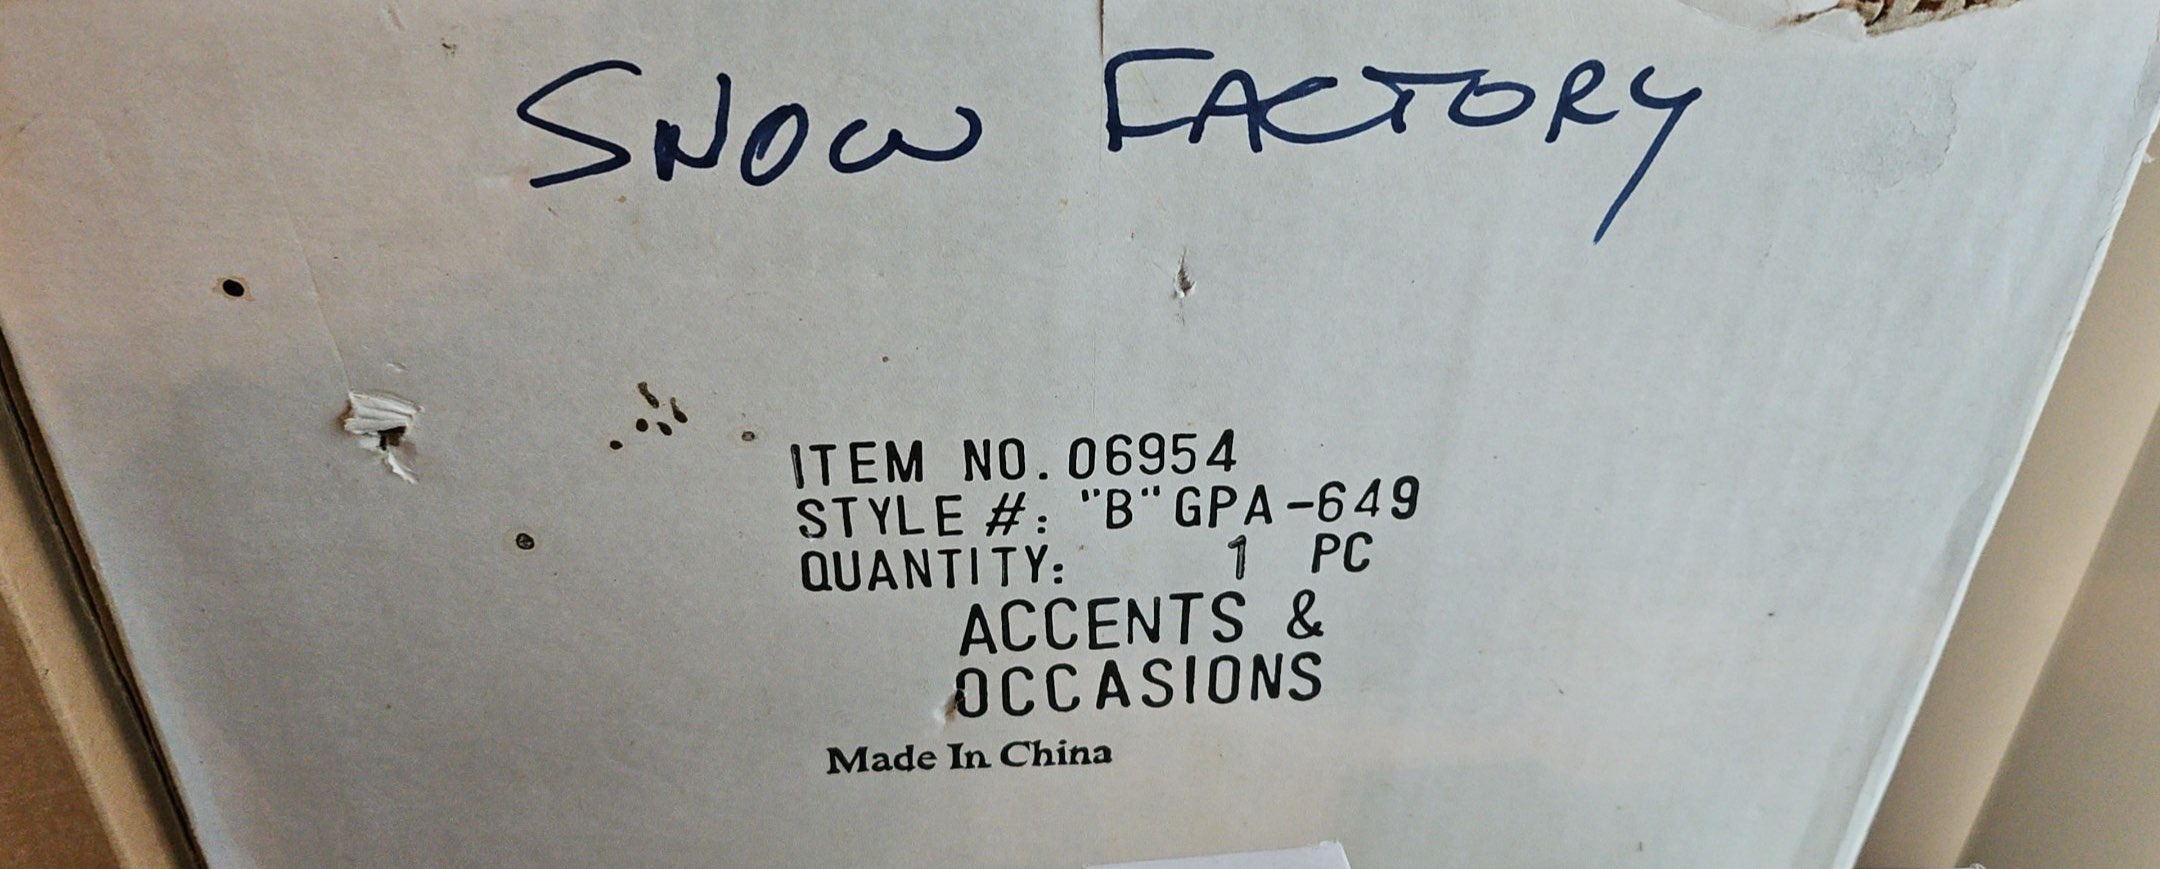 SNOW FACTORY
ITEM NO. 06954
STYLE #: "B" GPA-649
QUANTITY: 1 PC
ACCENTS &
OCCASIONS
Made In China